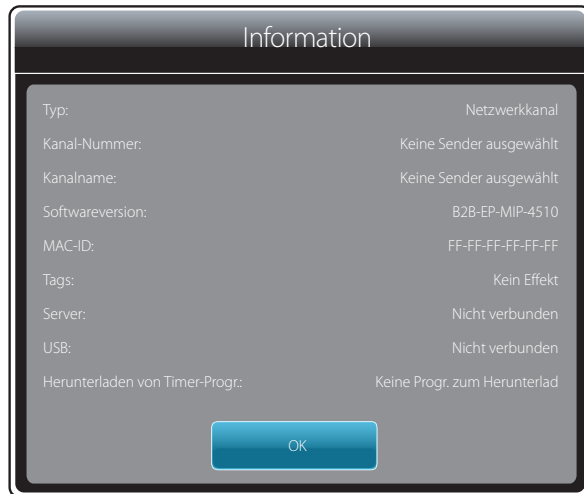 Information
Typ: Netzwerkkanal
Kanal-Nummer: Keine Sender ausgewählt
Kanalname: Keine Sender ausgewählt
Softwareversion: B2B-EP-MIP-4510
MAC-ID: FF-FF-FF-FF-FF-FF
Tags: Kein Effekt
Server: Nicht verbunden
USB: Nicht verbunden
Herunterladen von Timer-Progr.: Keine Progr. zum Herunterlad
OK